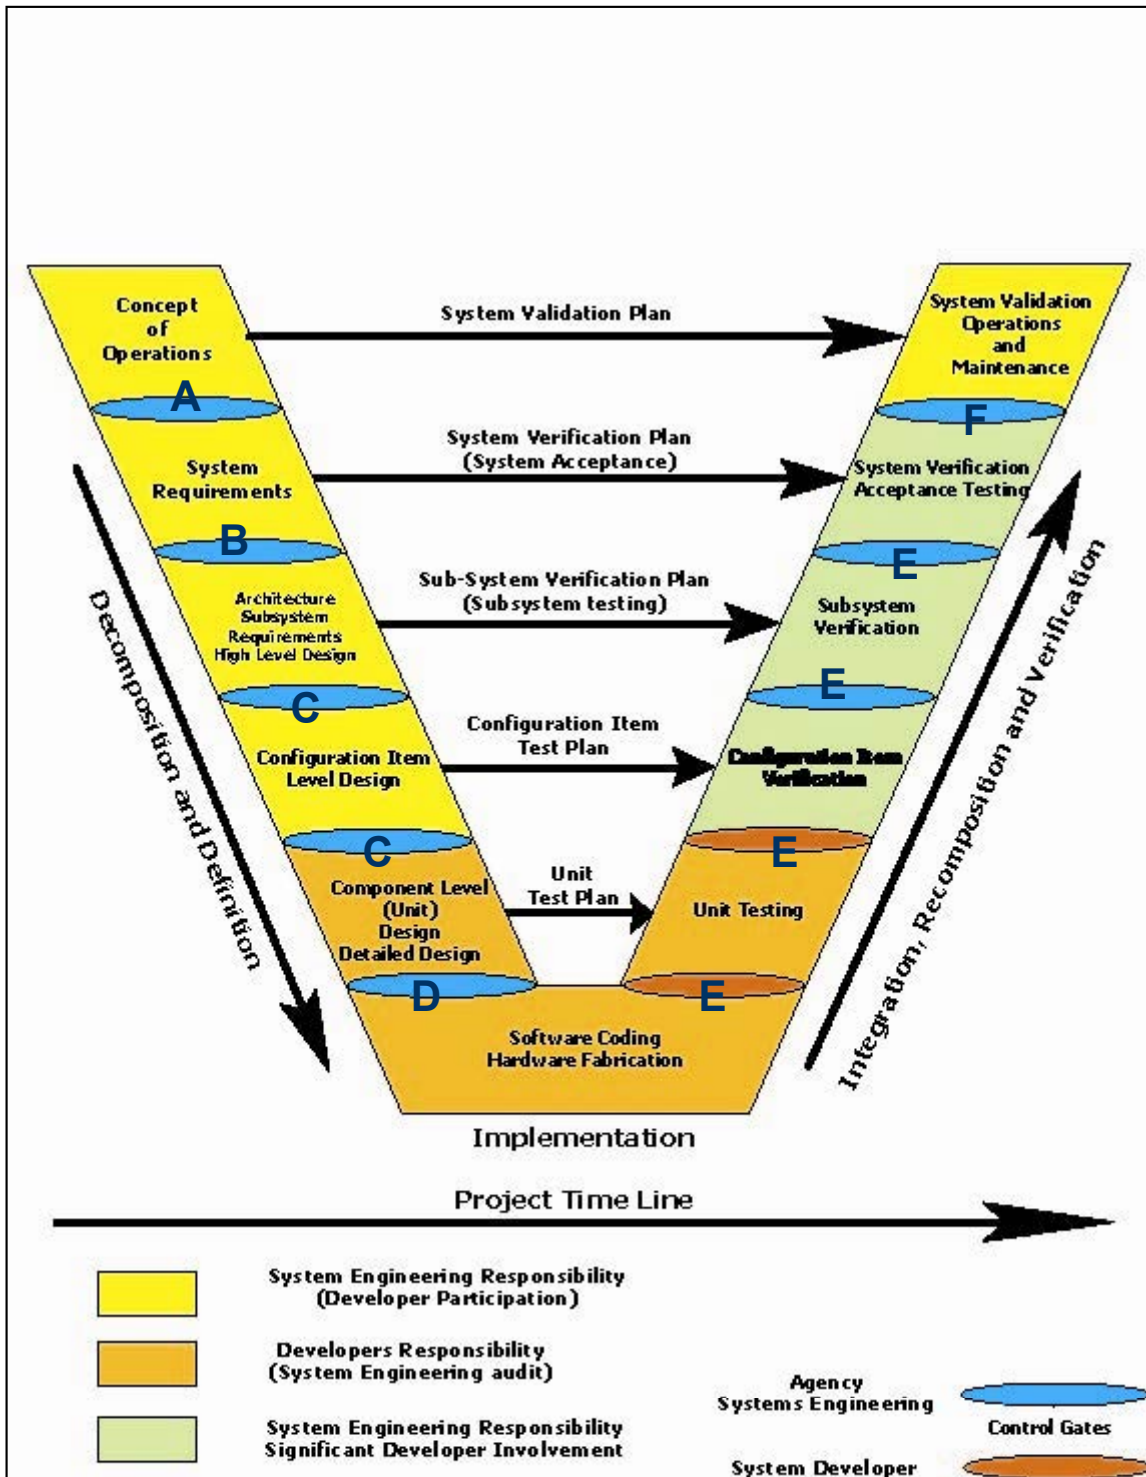 Concept
of
Operations
A
System Validation Plan
System Validation
Operations
and
Maintenance
F
System
Requirements
B
System Verification Plan
(System Acceptance)
System Verification
Acceptance Testing
E
Architecture
Subsystem
Requirements
High Level Design
C
Sub-System Verification Plan
(Subsystem testing)
Subsystem
Verification
E
Configuration Item
Level Design
C
Configuration Item
Test Plan
Configuration Item
Verification
E
Component Level
(Unit)
Design
Detailed Design
D
Unit
Test Plan
Unit Testing
E
Software Coding
Hardware Fabrication
Decomposition and Definition
Integration, Recomposition and Verification
Implementation
Project Time Line
System Engineering Responsibility
(Developer Participation)
Developers Responsibility
(System Engineering audit)
System Engineering Responsibility
Significant Developer Involvement
Agency
Systems Engineering
Control Gates
System Developer